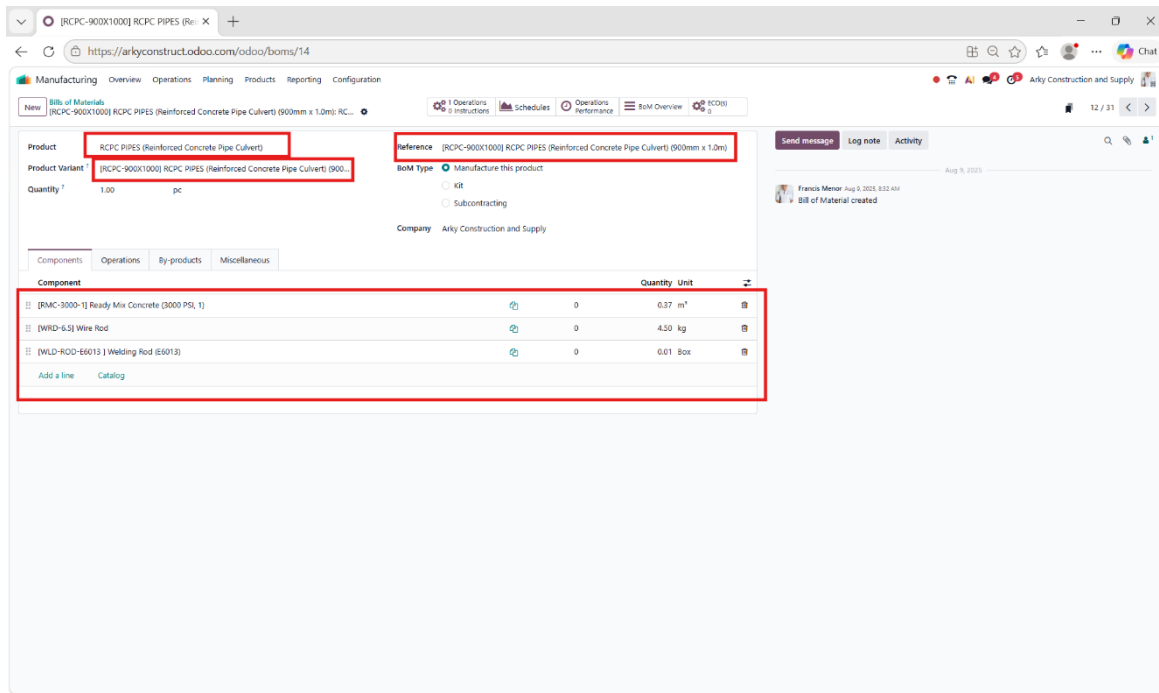 [RCPC-900X1000] RCPC PIPES (Rei
https://arkyconstruct.odoo.com/odoo/boms/14
Chat
Manufacturing Overview Operations Planning Products Reporting Configuration
AI Arky Construction and Supply
New Bills of Materials
[RCPC-900X1000] RCPC PIPES (Reinforced Concrete Pipe Culvert) (900mm x 1.0m): RC...
1 Operations
0 Instructions
Schedules
Operations
Performance
BoM Overview
ECO(S)
0
12 / 31
Product RCPC PIPES (Reinforced Concrete Pipe Culvert)
Reference [RCPC-900X1000] RCPC PIPES (Reinforced Concrete Pipe Culvert) (900mm x 1.0m)
Product Variant ? [RCPC-900X1000] RCPC PIPES (Reinforced Concrete Pipe Culvert) (900...
BoM Type Manufacture this product
Quantity ? 1.00 pc
Kit
Subcontracting
Company Arky Construction and Supply
Send message Log note Activity 1
Aug 9, 2025
Francis Menor Aug 9, 2025, 8:32 AM
Bill of Material created
Components Operations By-products Miscellaneous
Component Quantity Unit
[RMC-3000-1] Ready Mix Concrete (3000 PSI, 1) 0 0.37 m³
[WRD-6.5] Wire Rod 0 4.50 kg
[WLD-ROD-E6013 ] Welding Rod (E6013) 0 0.01 Box
Add a line Catalog